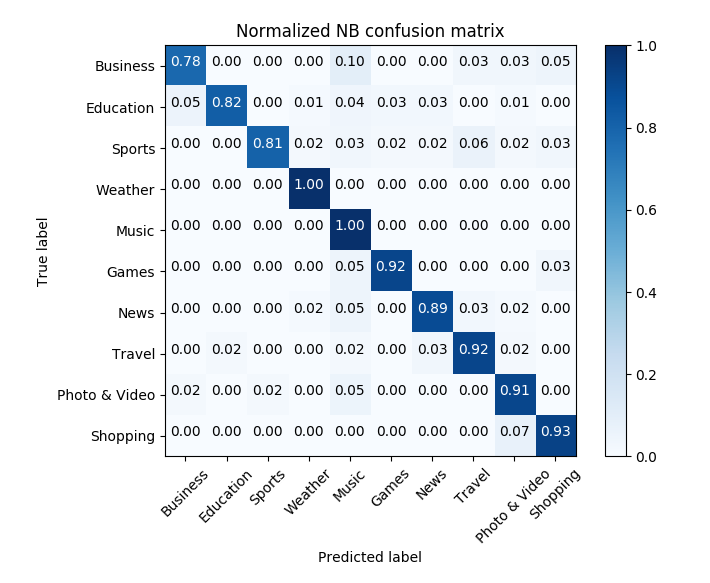 Normalized NB confusion matrix
Business 0.78 0.00 0.00 0.00 0.10 0.00 0.00 0.03 0.03 0.05
Education 0.05 0.82 0.00 0.01 0.04 0.03 0.03 0.00 0.01 0.00
Sports 0.00 0.00 0.81 0.02 0.03 0.02 0.02 0.06 0.02 0.03
Weather 0.00 0.00 0.00 1.00 0.00 0.00 0.00 0.00 0.00 0.00
Music 0.00 0.00 0.00 0.00 1.00 0.00 0.00 0.00 0.00 0.00
Games 0.00 0.00 0.00 0.00 0.05 0.92 0.00 0.00 0.00 0.03
News 0.00 0.00 0.00 0.02 0.05 0.00 0.89 0.03 0.02 0.00
Travel 0.00 0.02 0.00 0.00 0.02 0.00 0.03 0.92 0.02 0.00
Photo & Video 0.02 0.00 0.02 0.00 0.05 0.00 0.00 0.00 0.91 0.00
Shopping 0.00 0.00 0.00 0.00 0.00 0.00 0.00 0.00 0.07 0.93
Business Education Sports Weather Music Games News Travel Photo & Video Shopping
True label
Predicted label
1.0
0.8
0.6
0.4
0.2
0.0